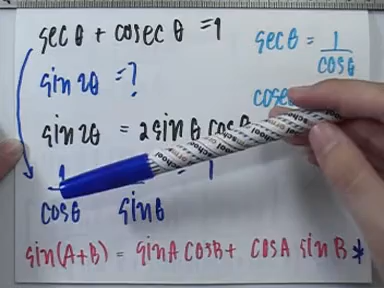 sec θ + cosec θ = 1
sin 2θ = ?
sec θ = 1/cos θ
cosec
sin 2θ = 2 sin θ cos θ
1/cos θ sin θ 1
sin(A+B) = sin A cos B + cos A sin B *